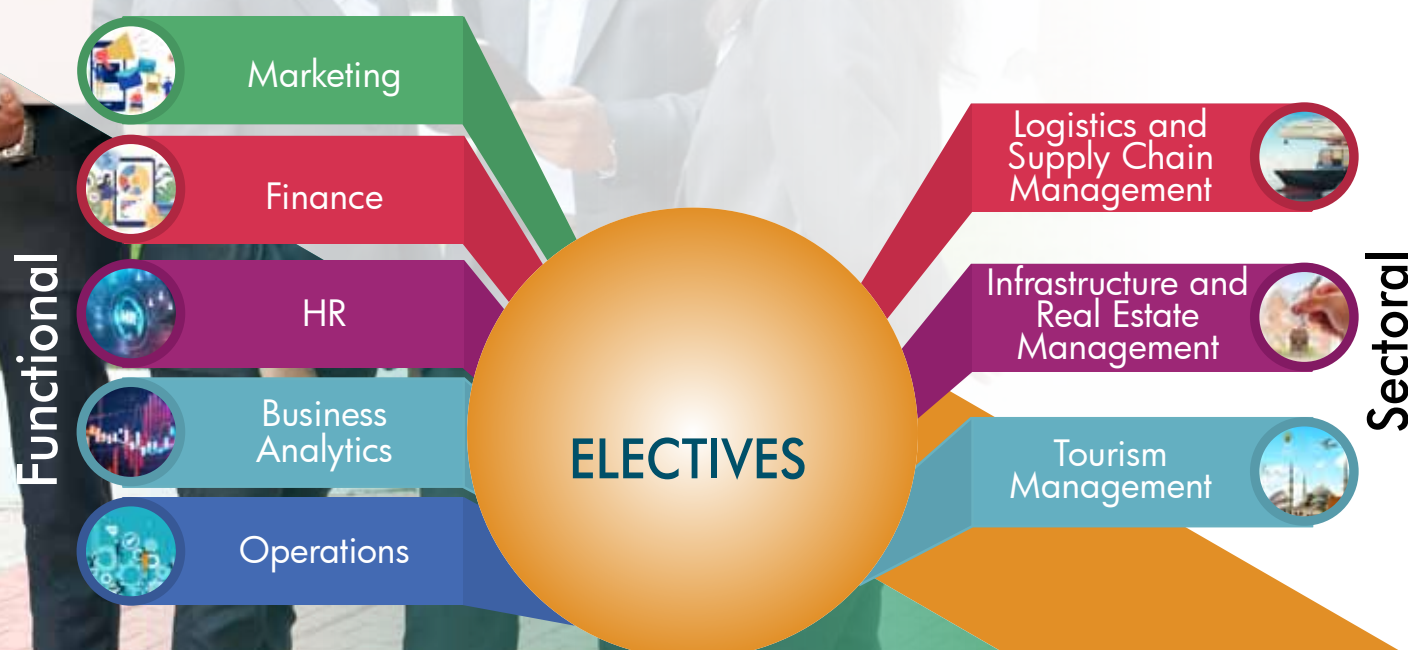 Functional
Marketing
Finance
HR
Business
Analytics
Operations
ELECTIVES
Logistics and
Supply Chain
Management
Infrastructure and
Real Estate
Management
Tourism
Management
Sectoral